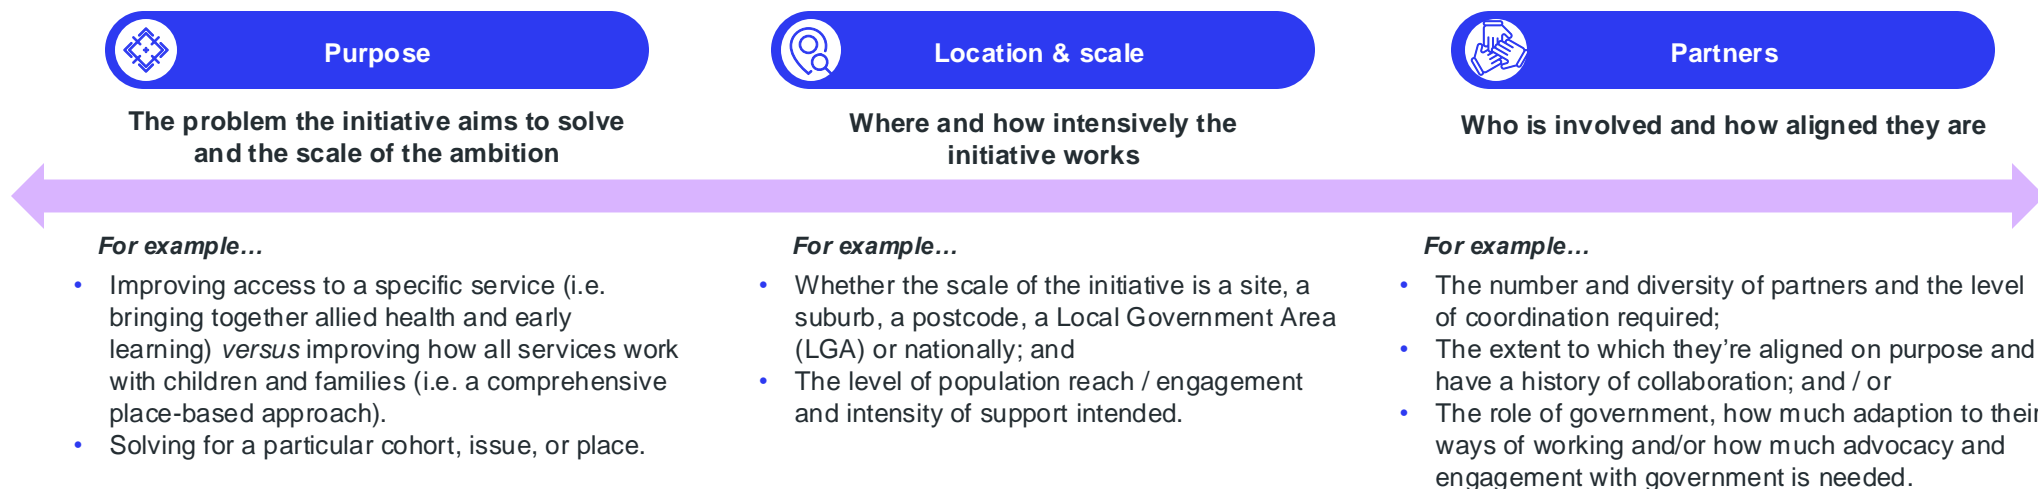 Purpose
The problem the initiative aims to solve
and the scale of the ambition
For example...
• Improving access to a specific service (i.e.
bringing together allied health and early
learning) versus improving how all services work
with children and families (i.e. a comprehensive
place-based approach).
• Solving for a particular cohort, issue, or place.
Location & scale
Where and how intensively the
initiative works
For example...
• Whether the scale of the initiative is a site, a
suburb, a postcode, a Local Government Area
(LGA) or nationally; and
• The level of population reach / engagement
and intensity of support intended.
Partners
Who is involved and how aligned they are
For example...
• The number and diversity of partners and the level
of coordination required;
• The extent to which they’re aligned on purpose and
have a history of collaboration; and / or
• The role of government, how much adaption to their
ways of working and/or how much advocacy and
engagement with government is needed.